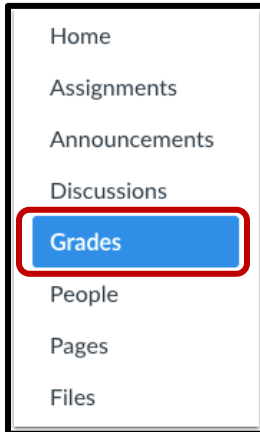 Home
Assignments
Announcements
Discussions
Grades
People
Pages
Files